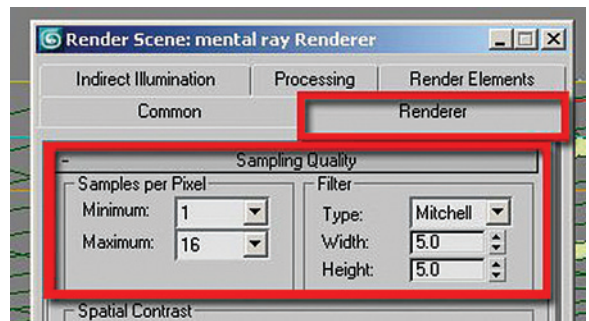 Render Scene: mental ray Renderer
Indirect Illumination Processing Render Elements
Common Renderer
- Sampling Quality
Samples per Pixel Filter
Minimum: 1 Type: Mitchell
Maximum: 16 Width: 5.0
Height: 5.0
Spatial Contrast